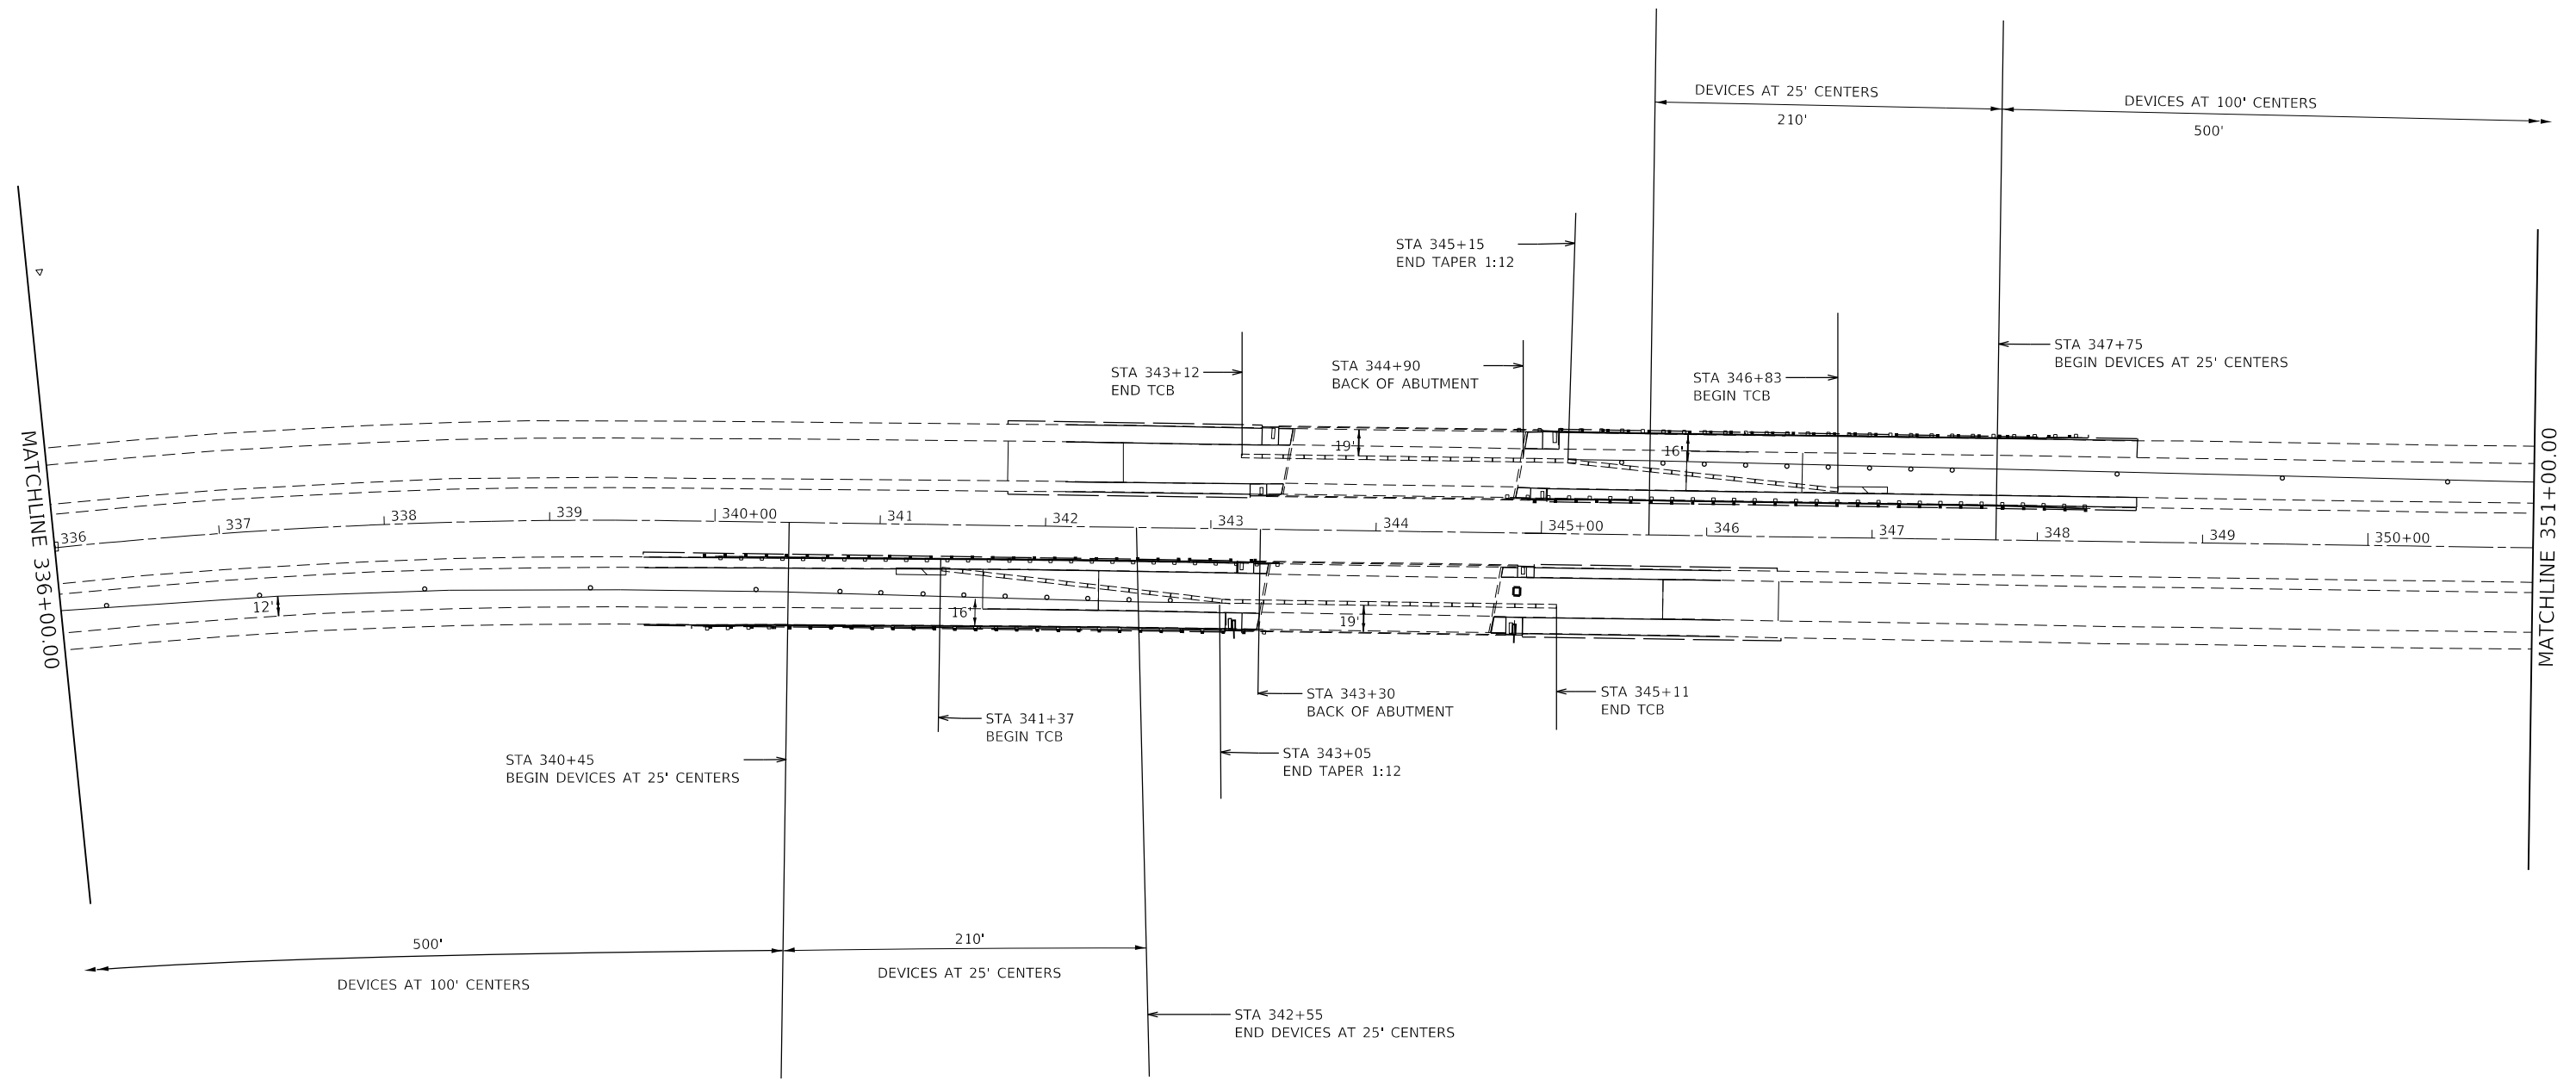 DEVICES AT 25' CENTERS
210'
DEVICES AT 100' CENTERS
500'
STA 345+15
END TAPER 1:12
STA 343+12
END TCB
STA 344+90
BACK OF ABUTMENT
STA 346+83
BEGIN TCB
STA 347+75
BEGIN DEVICES AT 25' CENTERS
MATCHLINE 336+00.00
MATCHLINE 351+00.00
19'
16'
336
337
338
339
340+00
341
342
343
344
345+00
346
347
348
349
350+00
12'
16'
19'
STA 343+30
BACK OF ABUTMENT
STA 345+11
END TCB
STA 341+37
BEGIN TCB
STA 343+05
END TAPER 1:12
STA 340+45
BEGIN DEVICES AT 25' CENTERS
500'
DEVICES AT 100' CENTERS
210'
DEVICES AT 25' CENTERS
STA 342+55
END DEVICES AT 25' CENTERS